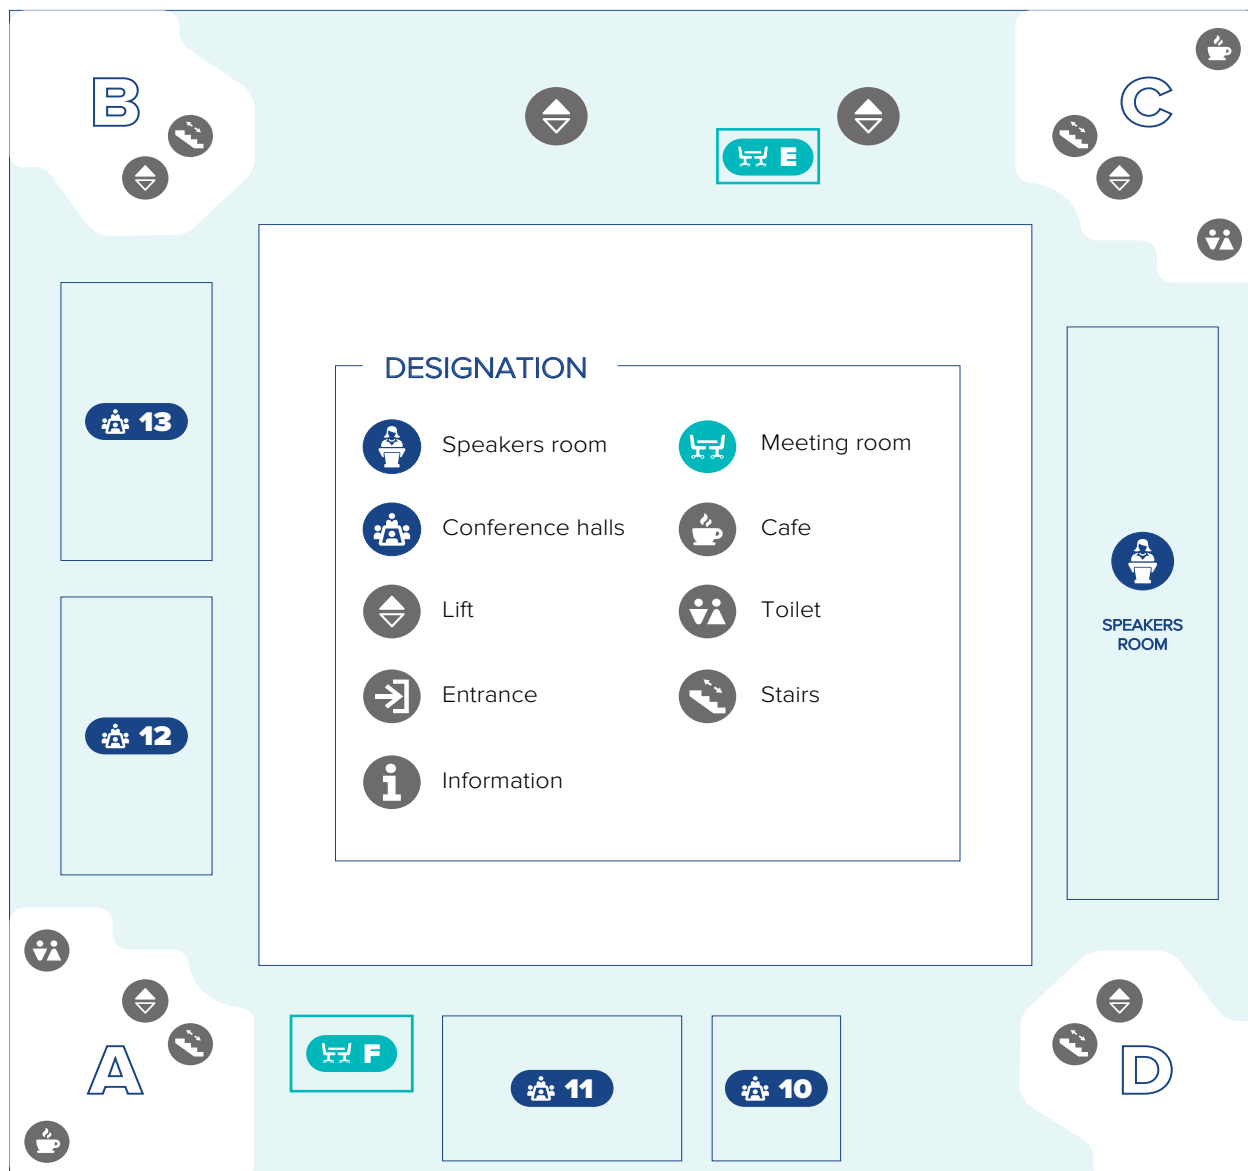 B
C
E
DESIGNATION
Speakers room
Meeting room
Conference halls
Cafe
Lift
Toilet
Entrance
Stairs
Information
13
12
SPEAKERS
ROOM
A
F
11
10
D